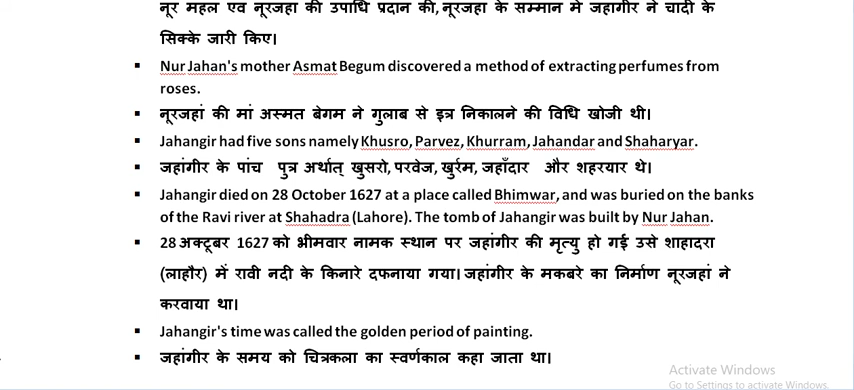 नूर महल एवं नूरजहां की उपाधि प्रदान की, नूरजहां के सम्मान में जहांगीर ने चांदी के
सिक्के जारी किए।
▪ Nur Jahan's mother Asmat Begum discovered a method of extracting perfumes from
roses.
▪ नूरजहां की मां अस्मत बेगम ने गुलाब से इत्र निकालने की विधि खोजी थी।
▪ Jahangir had five sons namely Khusro, Parvez, Khurram, Jahandar and Shaharyar.
▪ जहांगीर के पांच पुत्र अर्थात् खुसरो, परवेज, खुर्रम, जहाँदार और शहरयार थे।
▪ Jahangir died on 28 October 1627 at a place called Bhimwar, and was buried on the banks
of the Ravi river at Shahadra (Lahore). The tomb of Jahangir was built by Nur Jahan.
▪ 28 अक्टूबर 1627 को भीमवार नामक स्थान पर जहांगीर की मृत्यु हो गई उसे शाहादरा
(लाहौर) में रावी नदी के किनारे दफनाया गया। जहांगीर के मकबरे का निर्माण नूरजहां ने
करवाया था।
▪ Jahangir's time was called the golden period of painting.
▪ जहांगीर के समय को चित्रकला का स्वर्णकाल कहा जाता था।
Activate Windows
Go to Settings to activate Windows.